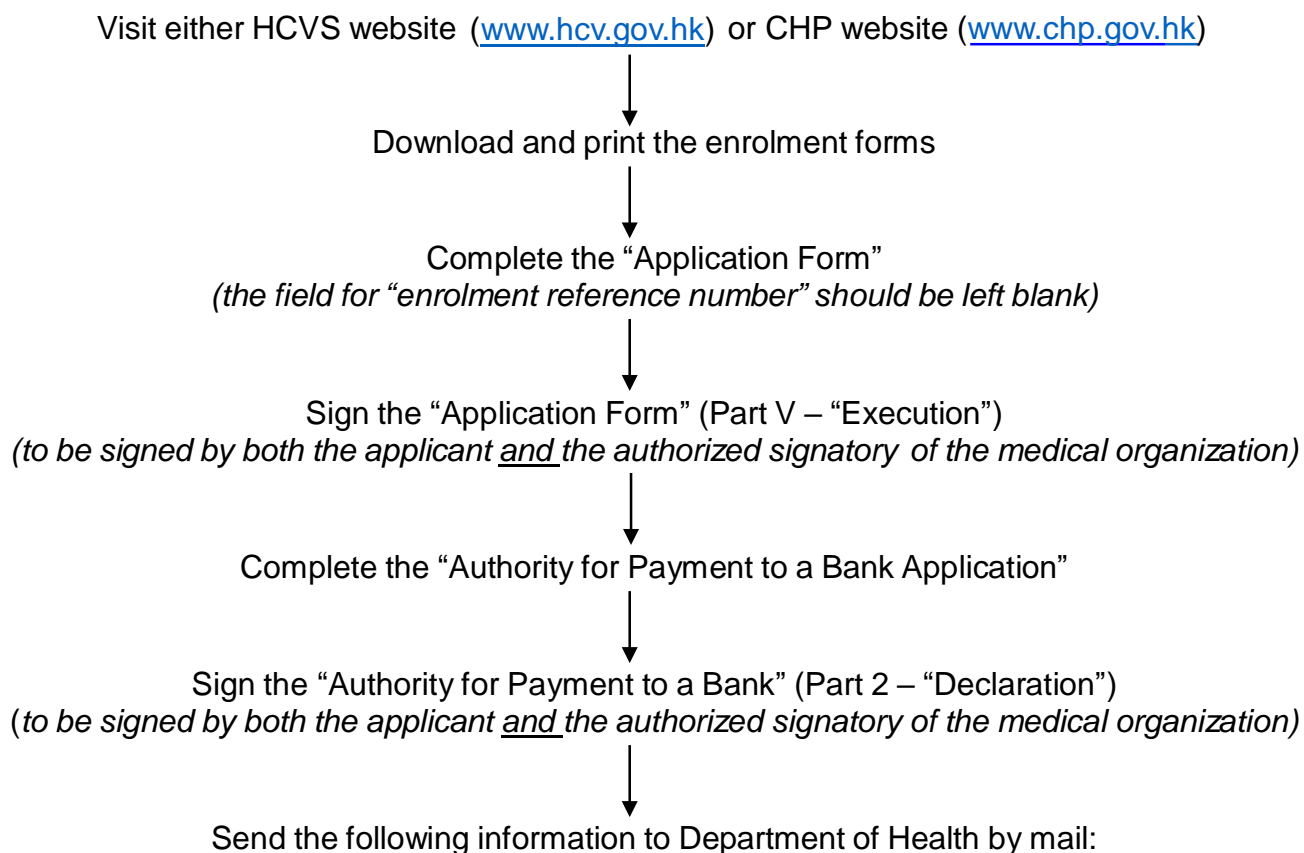 Visit either HCVS website (www.hcv.gov.hk) or CHP website (www.chp.gov.hk)
Download and print the enrolment forms
Complete the “Application Form”
(the field for “enrolment reference number” should be left blank)
Sign the “Application Form” (Part V – “Execution”)
(to be signed by both the applicant and the authorized signatory of the medical organization)
Complete the “Authority for Payment to a Bank Application”
Sign the “Authority for Payment to a Bank” (Part 2 – “Declaration”)
(to be signed by both the applicant and the authorized signatory of the medical organization)
Send the following information to Department of Health by mail: